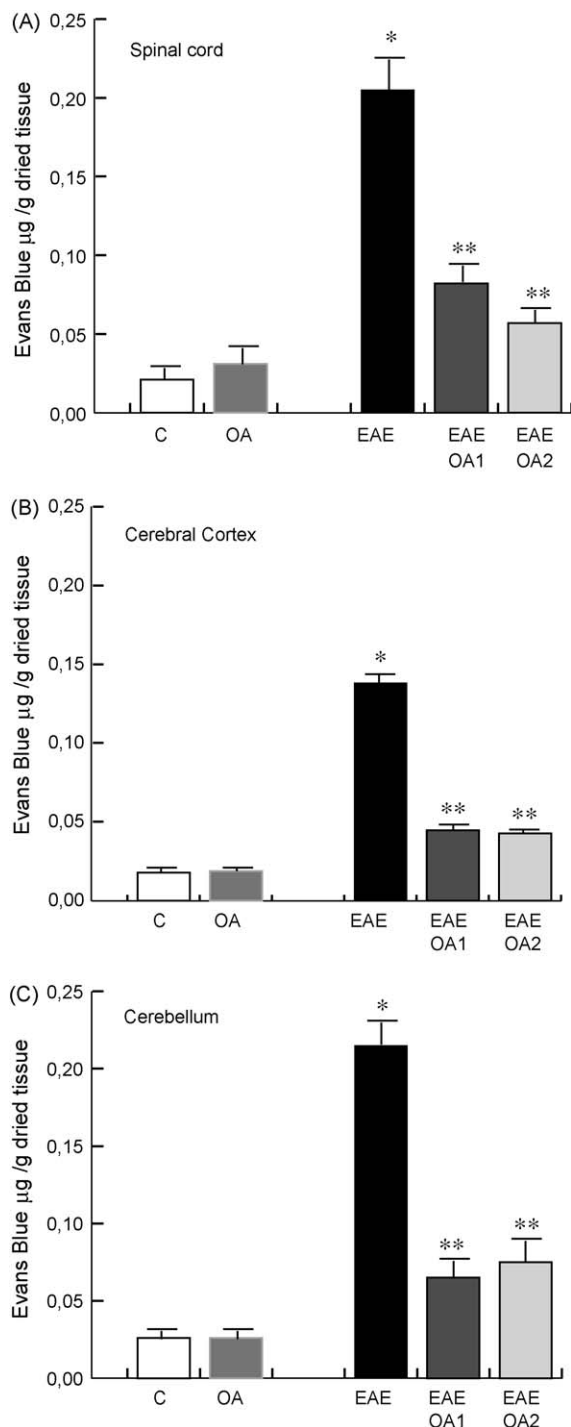 (A)
Spinal cord
Evans Blue μg /g dried tissue
0,25
0,20
0,15
0,10
0,05
0,00
*
**
**
C OA EAE EAE EAE
OA1 OA2
(B)
Cerebral Cortex
Evans Blue μg /g dried tissue
0,25
0,20
0,15
0,10
0,05
0,00
*
**
**
C OA EAE EAE EAE
OA1 OA2
(C)
Cerebellum
Evans Blue μg /g dried tissue
0,25
0,20
0,15
0,10
0,05
0,00
*
**
**
C OA EAE EAE EAE
OA1 OA2